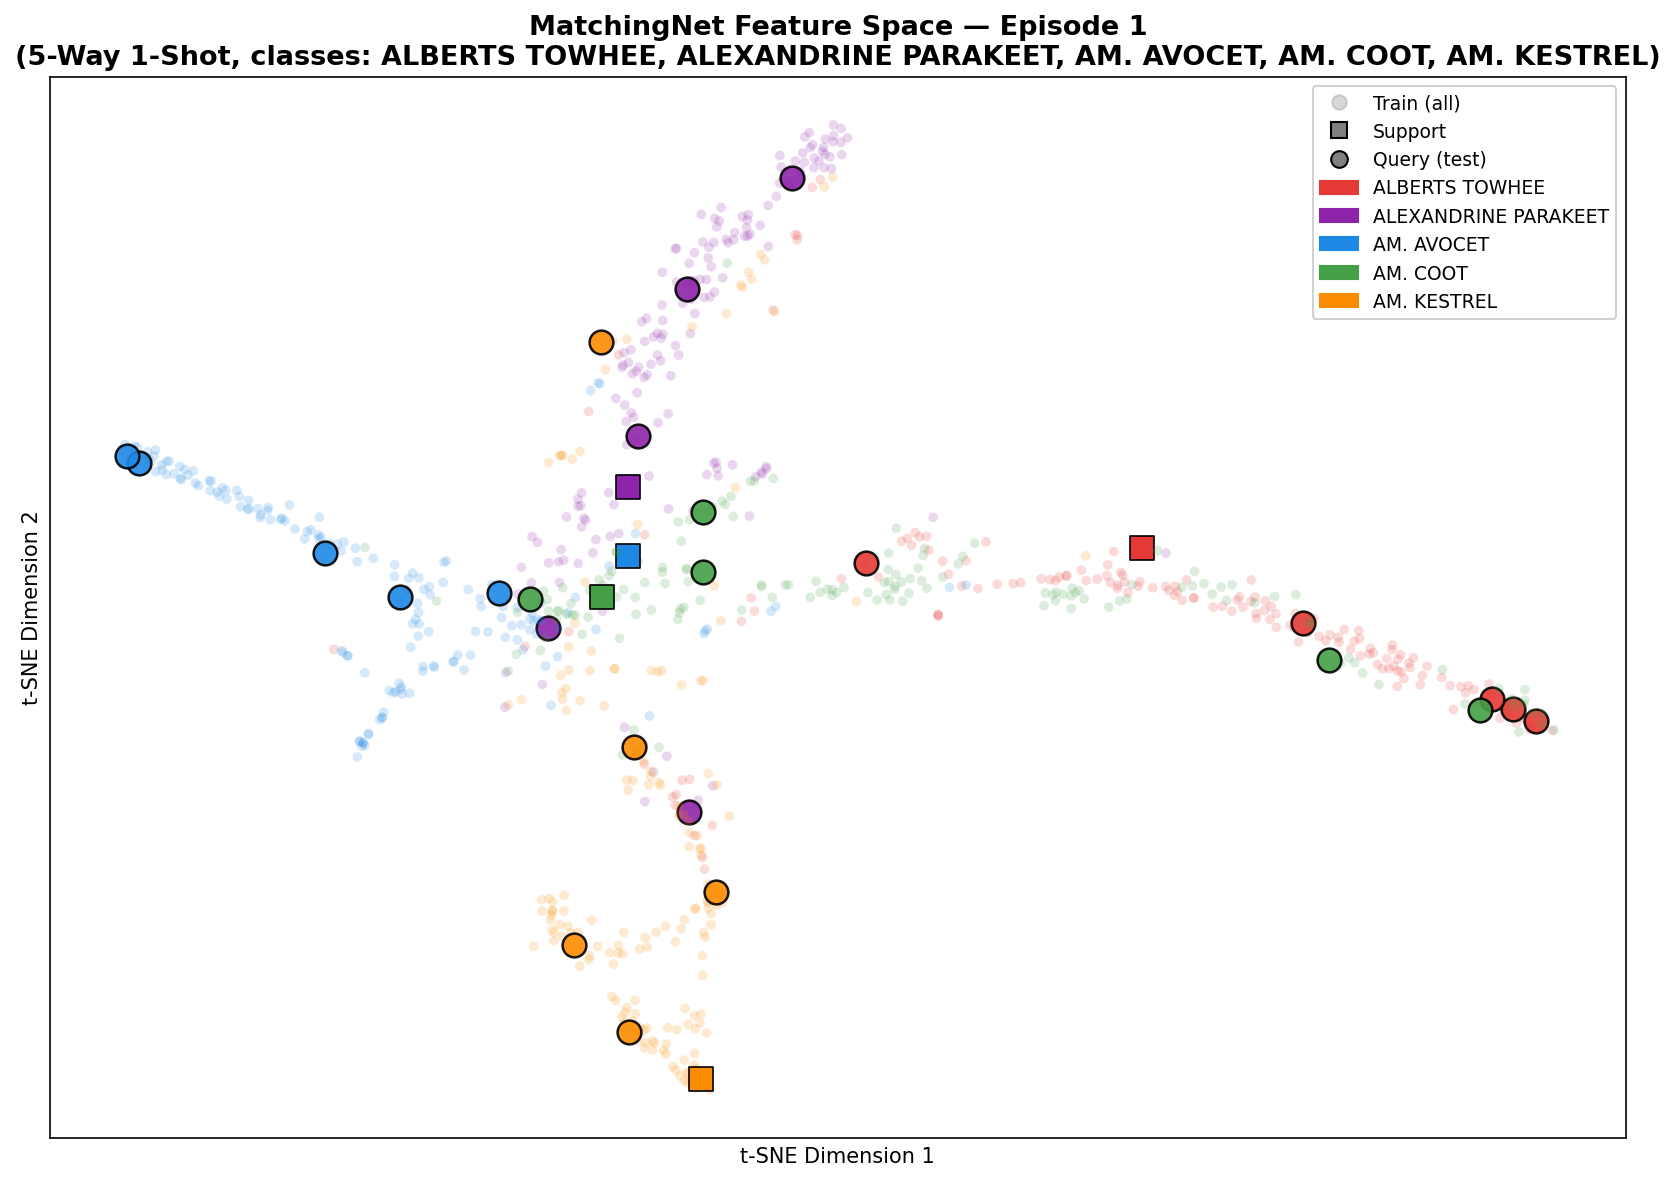 MatchingNet Feature Space — Episode 1
(5-Way 1-Shot, classes: ALBERTS TOWHEE, ALEXANDRINE PARAKEET, AM. AVOCET, AM. COOT, AM. KESTREL)
Train (all)
Support
Query (test)
ALBERTS TOWHEE
ALEXANDRINE PARAKEET
AM. AVOCET
AM. COOT
AM. KESTREL
t-SNE Dimension 2
t-SNE Dimension 1